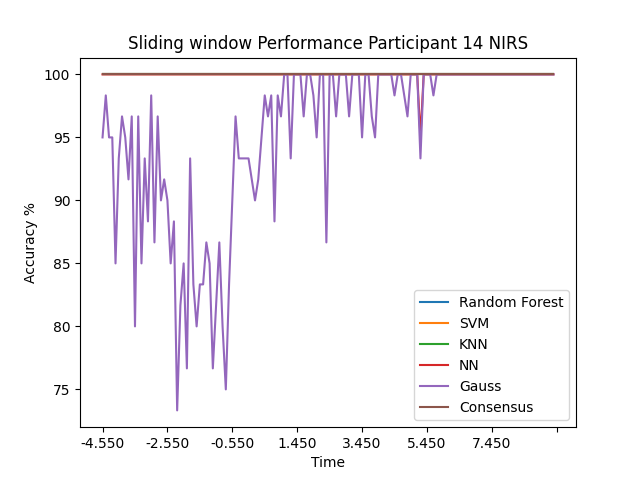 Sliding window Performance Participant 14 NIRS
100
95
90
85
80
75
Accuracy %
Random Forest
SVM
KNN
NN
Gauss
Consensus
-4.550 -2.550 -0.550 1.450 3.450 5.450 7.450
Time